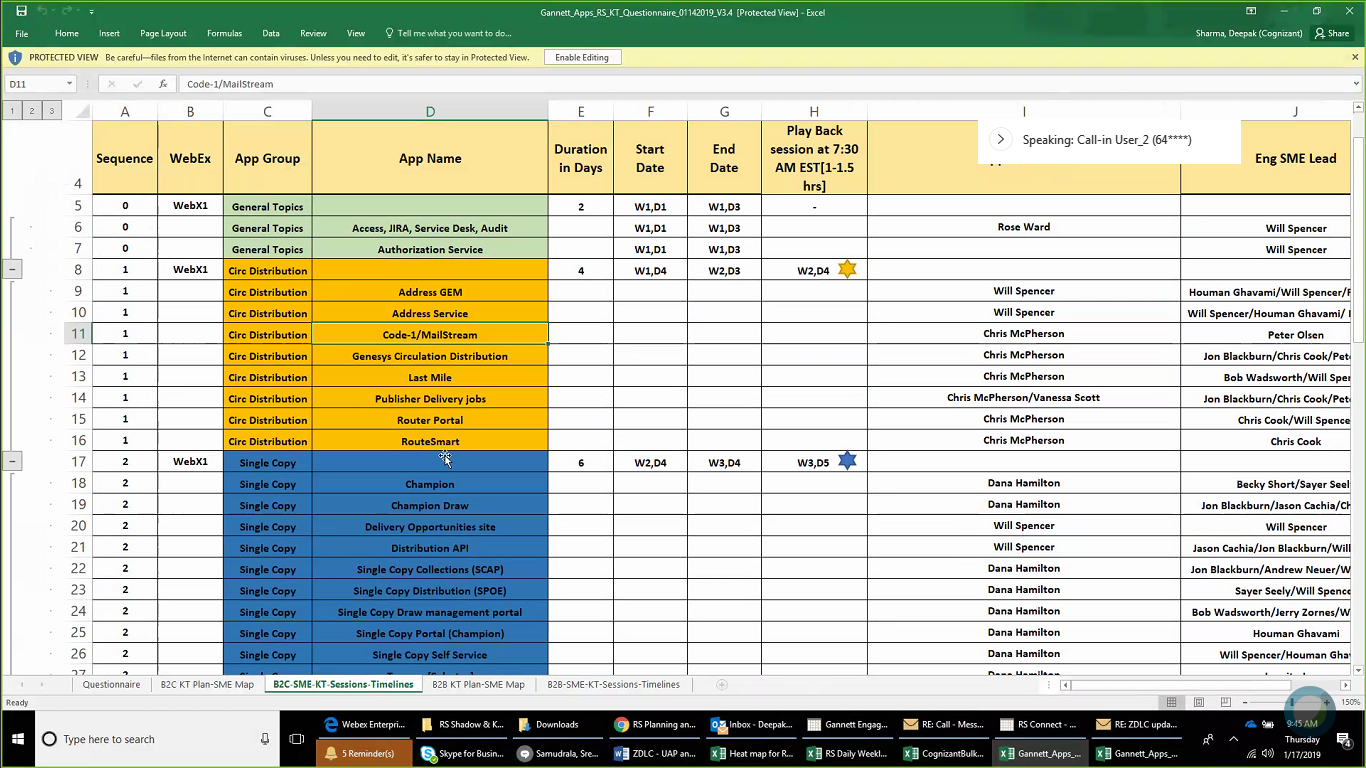 Gannett_Apps_RS_KT_Questionnaire_01142019_V3.4 [Protected View] - Excel
File Home Insert Page Layout Formulas Data Review View Tell me what you want to do... Sharma, Deepak (Cognizant) Share
PROTECTED VIEW Be careful—files from the Internet can contain viruses. Unless you need to edit, it's safer to stay in Protected View. Enable Editing
D11 fx Code-1/MailStream
1 2 3 A B C D E F G H I J
Speaking: Call-in User_2 (64****)
4 Sequence WebEx App Group App Name Duration in Days Start Date End Date Play Back session at 7:30 AM EST[1-1.5 hrs] Eng SME Lead
5 0 WebX1 General Topics 2 W1,D1 W1,D3 -
6 0 General Topics Access, JIRA, Service Desk, Audit W1,D1 W1,D3 Rose Ward Will Spencer
7 0 General Topics Authorization Service W1,D1 W1,D3 Will Spencer
8 1 WebX1 Circ Distribution 4 W1,D4 W2,D3 W2,D4
9 1 Circ Distribution Address GEM Will Spencer Houman Ghavami/Will Spencer/
10 1 Circ Distribution Address Service Will Spencer Will Spencer/Houman Ghavami/
11 1 Circ Distribution Code-1/MailStream Chris McPherson Peter Olsen
12 1 Circ Distribution Genesys Circulation Distribution Chris McPherson Jon Blackburn/Chris Cook/Pet
13 1 Circ Distribution Last Mile Chris McPherson Bob Wadsworth/Will Spe
14 1 Circ Distribution Publisher Delivery jobs Chris McPherson/Vanessa Scott Jon Blackburn/Chris Cook/Pet
15 1 Circ Distribution Router Portal Chris McPherson Chris Cook/Will Spence
16 1 Circ Distribution RouteSmart Chris McPherson Chris Cook
17 2 WebX1 Single Copy 6 W2,D4 W3,D4 W3,D5
18 2 Single Copy Champion Dana Hamilton Becky Short/Sayer Seel
19 2 Single Copy Champion Draw Dana Hamilton Jon Blackburn/Jason Cachia/Ch
20 2 Single Copy Delivery Opportunities site Will Spencer Will Spencer
21 2 Single Copy Distribution API Will Spencer Jason Cachia/Jon Blackburn/Wil
22 2 Single Copy Single Copy Collections (SCAP) Dana Hamilton Jon Blackburn/Andrew Neuer/W
23 2 Single Copy Single Copy Distribution (SPOE) Dana Hamilton Sayer Seely/Will Spence
24 2 Single Copy Single Copy Draw management portal Dana Hamilton Bob Wadsworth/Jerry Zornes/W
25 2 Single Copy Single Copy Portal (Champion) Dana Hamilton Houman Ghavami
26 2 Single Copy Single Copy Self Service Dana Hamilton Will Spencer/Houman Gha
Questionnaire B2C KT Plan-SME Map B2C-SME-KT-Sessions-Timelines B2B KT Plan-SME Map B2B-SME-KT-Sessions-Timelines
Ready 150%
Type here to search
Webex Enterpris... RS Shadow & K... Downloads RS Planning an... Inbox - Deepak... Gannett Engag... RE: Call - Mess... RS Connect - ... RE: ZDLC upda...
5 Reminder(s) Skype for Busin... Samudrala, Sre... ZDLC - UAP an... Heat map for R... RS Daily Weekl... CognizantBulk... Gannett_Apps_... Gannett_Apps_...
9:45 AM
Thursday
1/17/2019
4